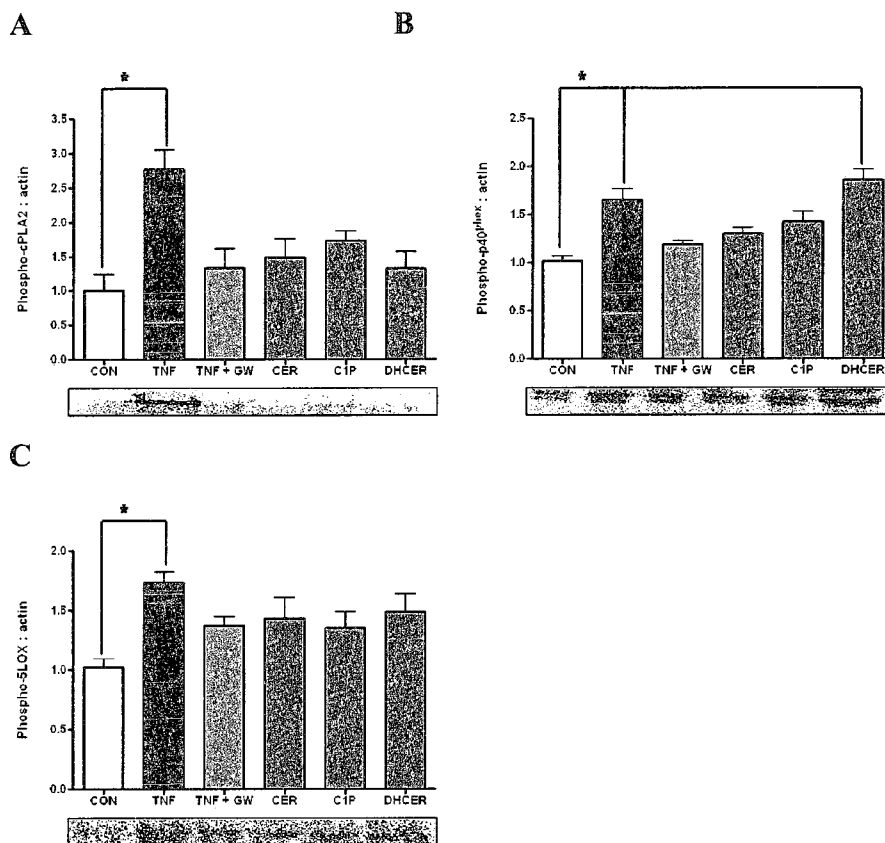 A
*
3.5
3.0
2.5
2.0
1.5
1.0
0.5
0.0
Phospho-cPLA2 : actin
CON TNF TNF + GW CER C1P DHCER
B
*
2.5
2.0
1.5
1.0
0.5
0.0
Phospho-p40phox : actin
CON TNF TNF + GW CER C1P DHCER
C
*
2.0
1.5
1.0
0.5
0.0
Phospho-5LOX : actin
CON TNF TNF + GW CER C1P DHCER